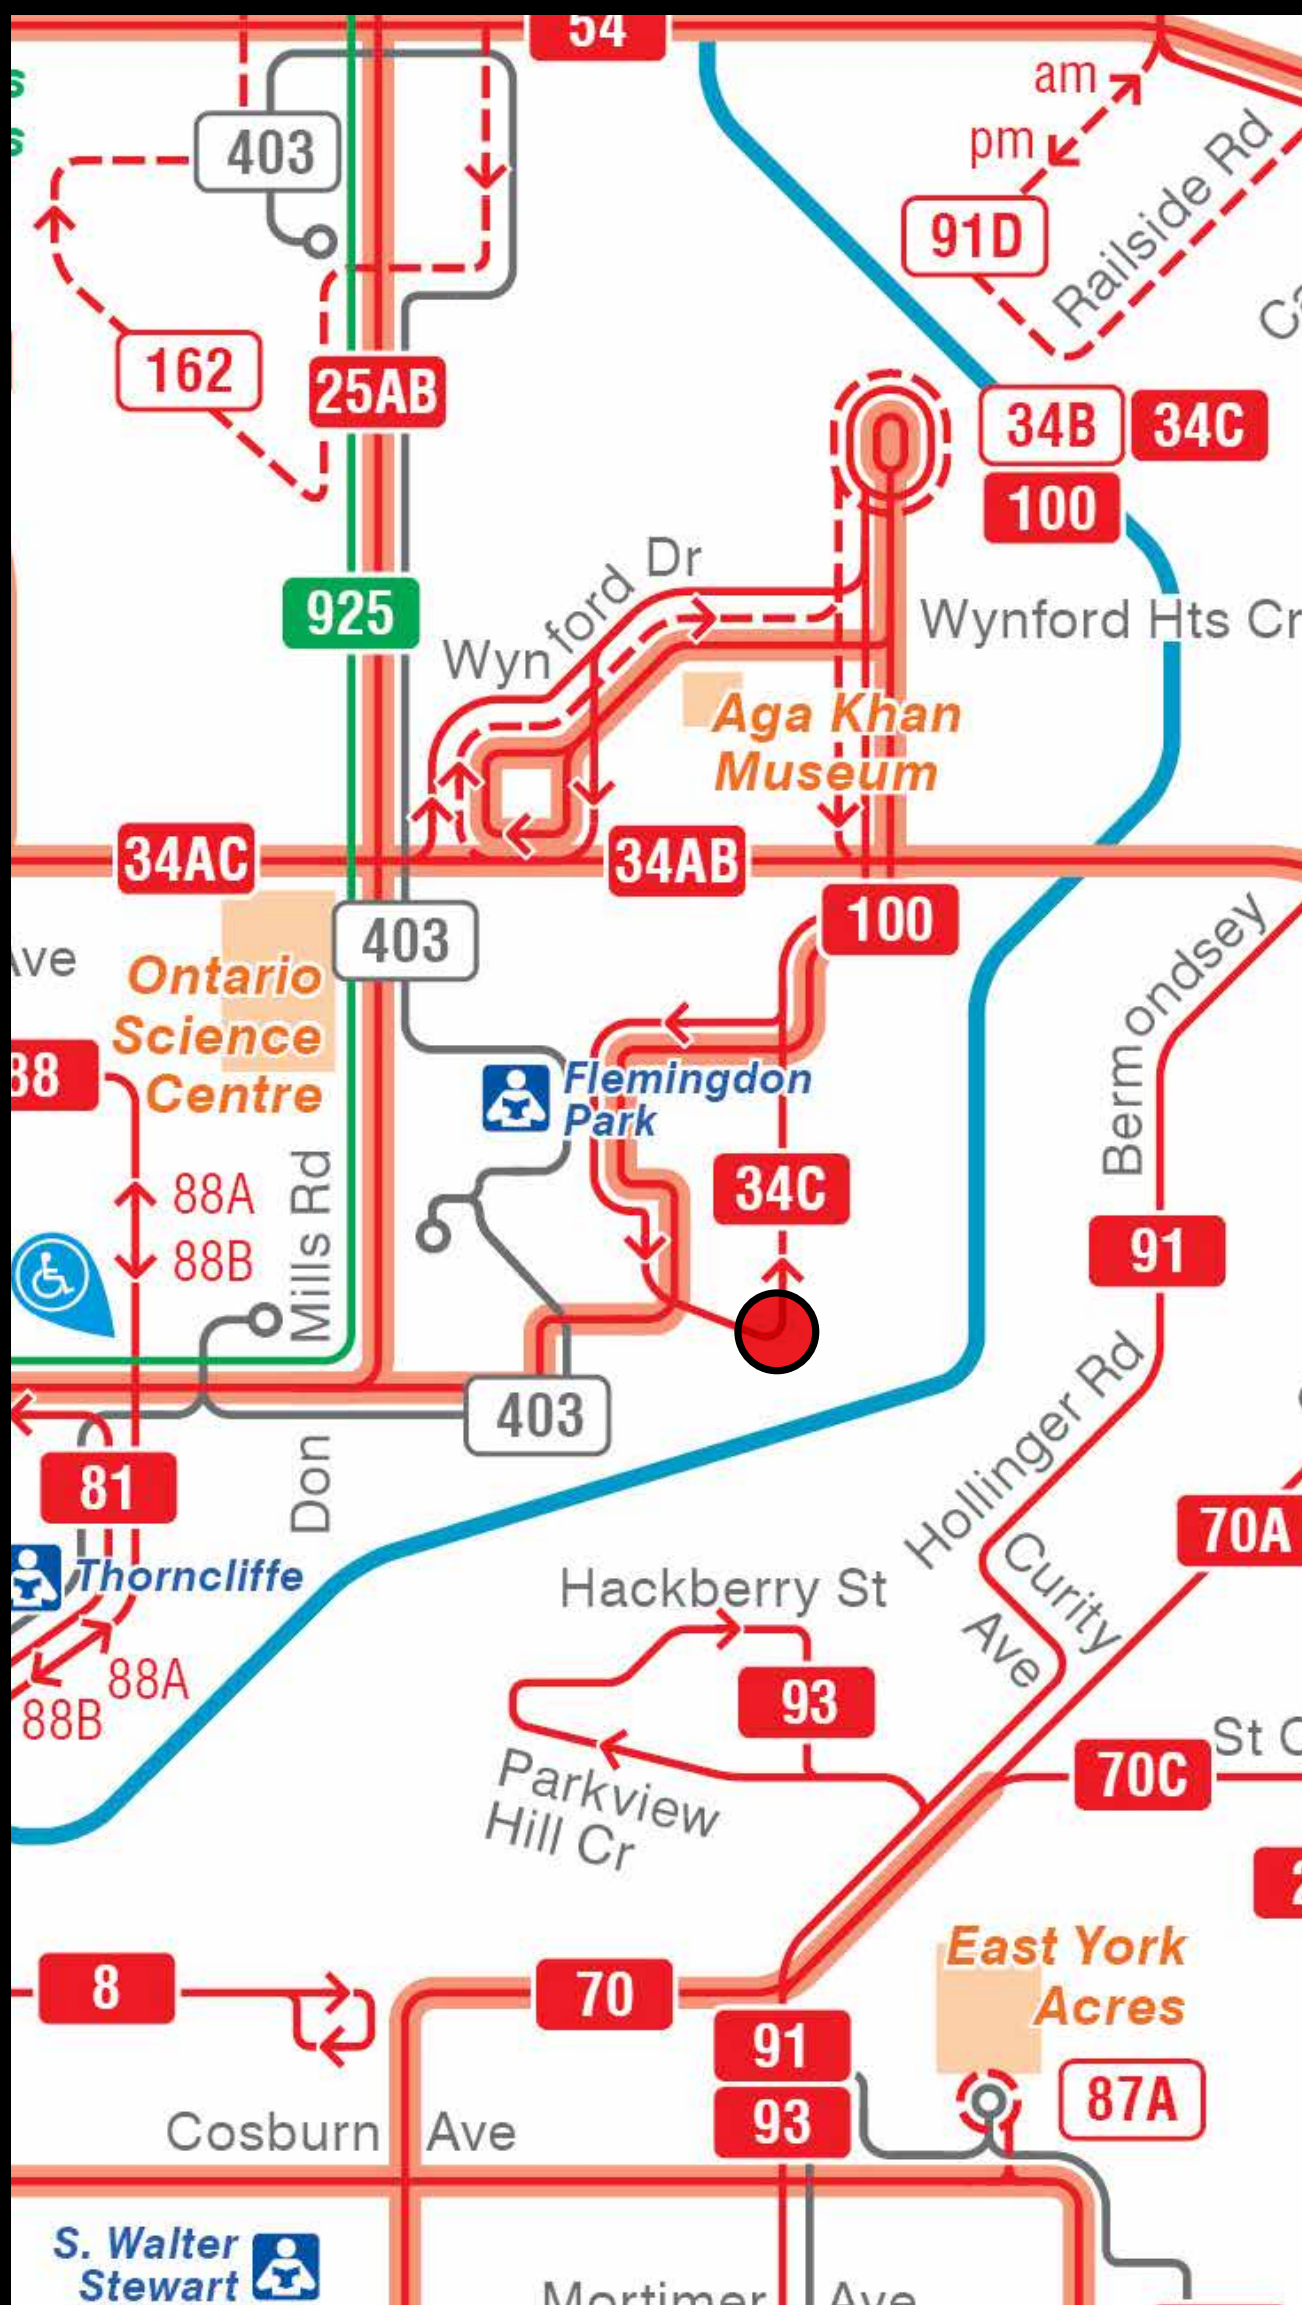 54
s
s
403
am
pm
91D
Railside Rd
162
25AB
34B
34C
100
925
Wynford Dr
Wynford Hts Cr
Aga Khan
Museum
34AC
34AB
100
403
Ontario
Science
Centre
Bermondsey
88
Flemingdon
Park
88A
88B
34C
Don Mills Rd
91
403
Hollinger Rd
81
Thorncliffe
70A
Curity
Ave
Hackberry St
88A
88B
93
Parkview
Hill Cr
70C
St
8
70
East York
Acres
91
93
87A
Cosburn Ave
S. Walter
Stewart
Mortimer Ave